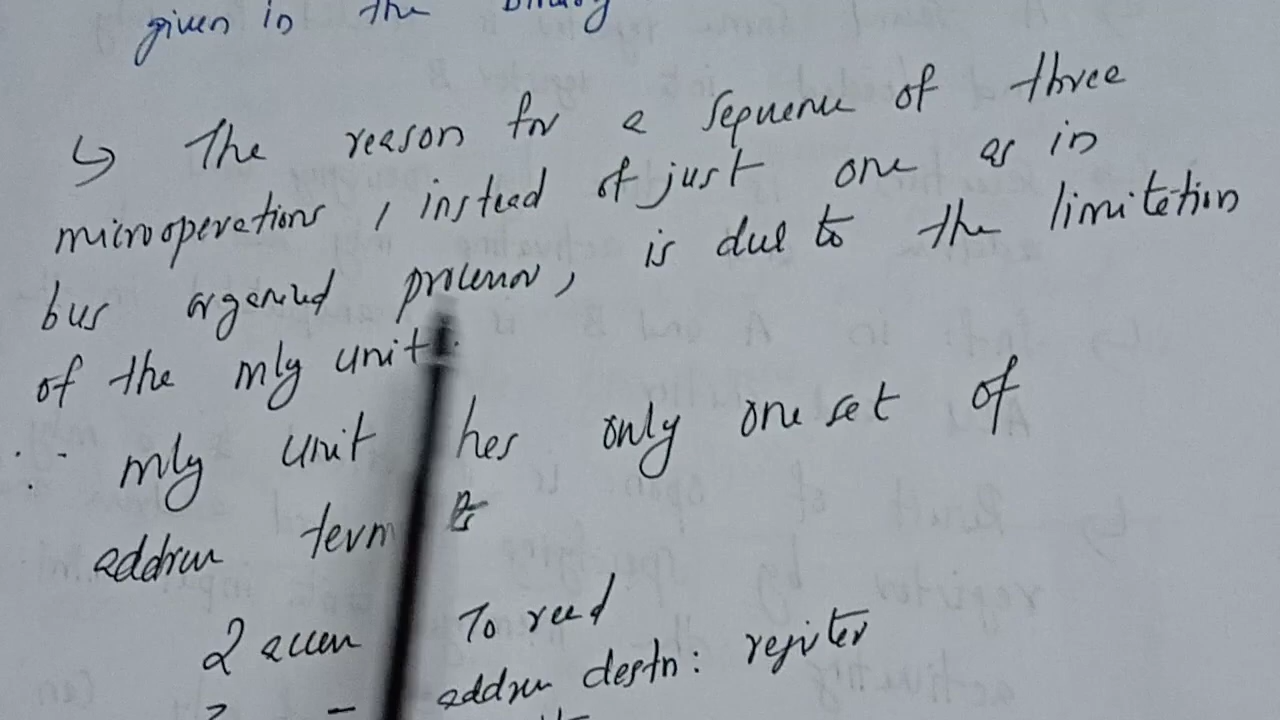 given in the
↳ The reason for a sequence of three
microoperations, instead of just one as in
bus organized processor, is due to the limitation
of the mly unit.
∴ mly unit has only one set of
address term
2 access To read
address destn: register